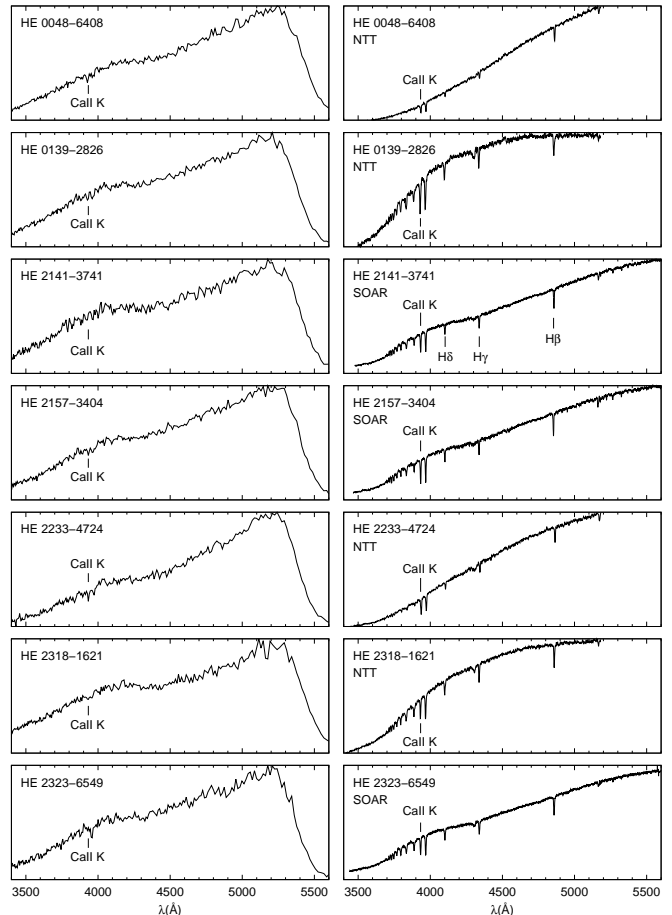 HE 0048−6408
CaII K
HE 0048−6408
NTT
CaII K
HE 0139−2826
CaII K
HE 0139−2826
NTT
CaII K
HE 2141−3741
CaII K
HE 2141−3741
SOAR
CaII K
Hδ
Hγ
Hβ
HE 2157−3404
CaII K
HE 2157−3404
SOAR
CaII K
HE 2233−4724
CaII K
HE 2233−4724
NTT
CaII K
HE 2318−1621
CaII K
HE 2318−1621
NTT
CaII K
HE 2323−6549
CaII K
HE 2323−6549
SOAR
CaII K
3500 4000 4500 5000 5500
λ(Å)
3500 4000 4500 5000 5500
λ(Å)